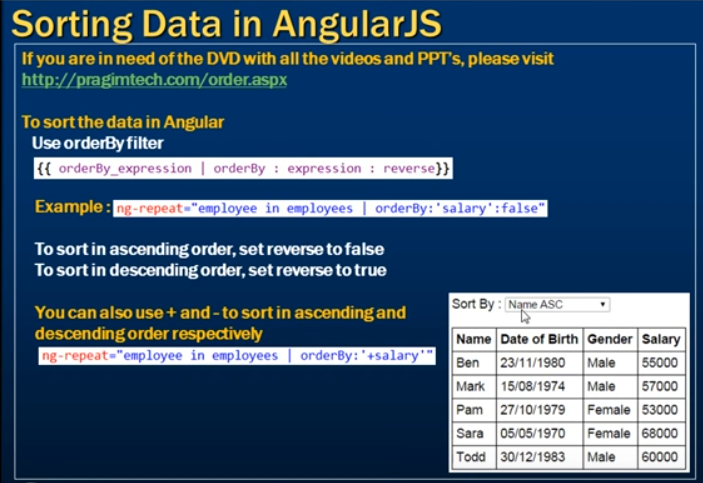 Sorting Data in AngularJS
If you are in need of the DVD with all the videos and PPT's, please visit
http://pragimtech.com/order.aspx
To sort the data in Angular
Use orderBy filter
{{ orderBy_expression | orderBy : expression : reverse}}
Example : ng-repeat="employee in employees | orderBy:'salary':false"
To sort in ascending order, set reverse to false
To sort in descending order, set reverse to true
You can also use + and - to sort in ascending and
descending order respectively
ng-repeat="employee in employees | orderBy:'+salary'"
Sort By : Name ASC
Name Date of Birth Gender Salary
Ben 23/11/1980 Male 55000
Mark 15/08/1974 Male 57000
Pam 27/10/1979 Female 53000
Sara 05/05/1970 Female 68000
Todd 30/12/1983 Male 60000